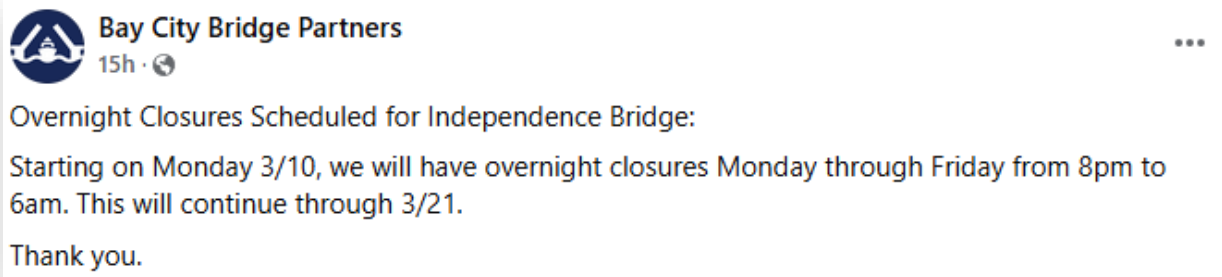 Bay City Bridge Partners
15h ·
Overnight Closures Scheduled for Independence Bridge:
Starting on Monday 3/10, we will have overnight closures Monday through Friday from 8pm to
6am. This will continue through 3/21.
Thank you.